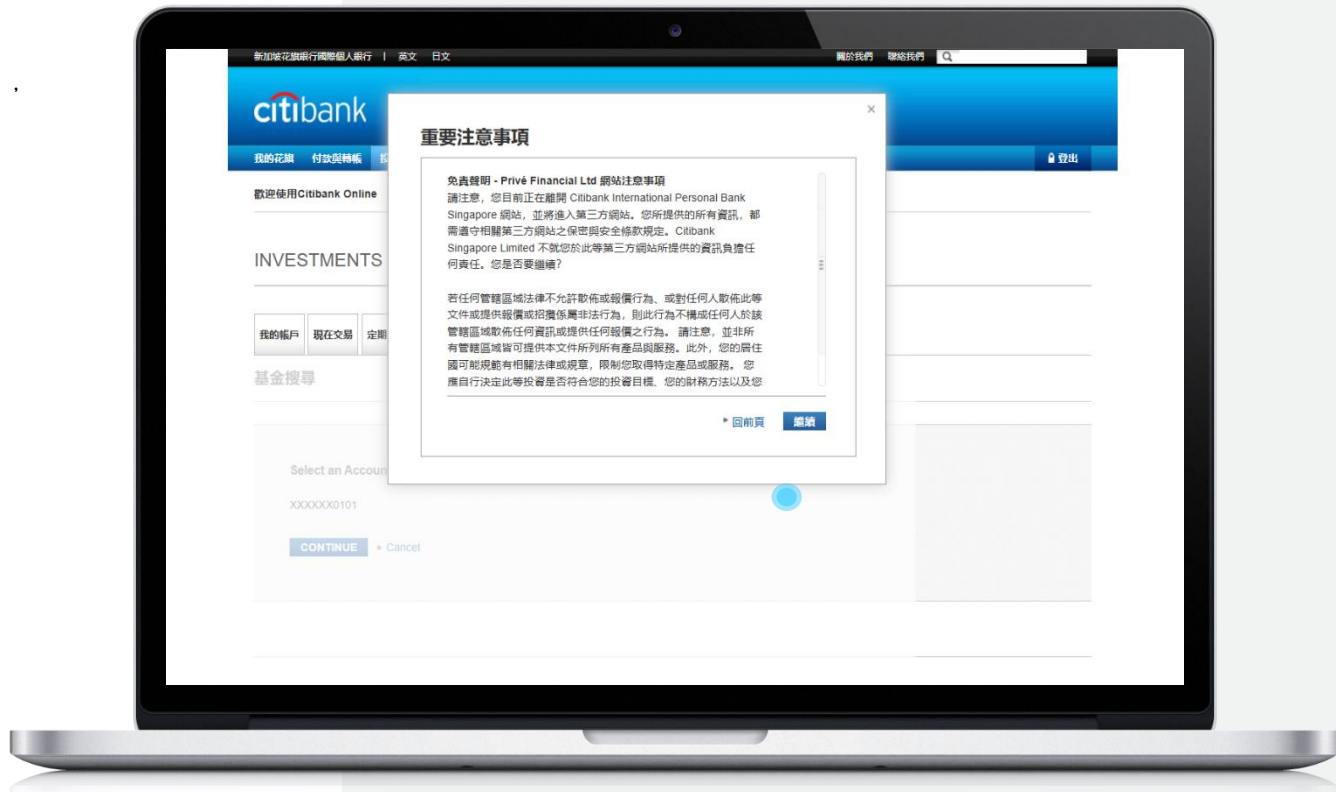 新加坡花旗銀行國際個人銀行 | 英文 日文
關於我們 聯絡我們
citibank
我的花旗 付款與轉帳
登出
歡迎使用Citibank Online
INVESTMENTS
我的帳戶 現在交易 定期
基金搜尋
Select an Accoun
XXXXXX0101
CONTINUE Cancel
×
重要注意事項
免責聲明 - Privé Financial Ltd 網站注意事項
請注意，您目前正在離開 Citibank International Personal Bank
Singapore 網站，並將進入第三方網站。您所提供的所有資訊，都
需遵守相關第三方網站之保密與安全條款規定。Citibank
Singapore Limited 不就您於此等第三方網站所提供的資訊負擔任
何責任。您是否要繼續？
若任何管轄區域法律不允許散佈或報價行為、或對任何人散佈此等
文件或提供報價或招攬係屬非法行為，則此行為不構成任何人於該
管轄區域散佈任何資訊或提供任何報價之行為。 請注意，並非所
有管轄區域皆可提供本文件所列所有產品與服務。此外，您的居住
國可能規範有相關法律或規章，限制您取得特定產品或服務。 您
應自行決定此等投資是否符合您的投資目標、您的財務方法以及您
回前頁 繼續
,